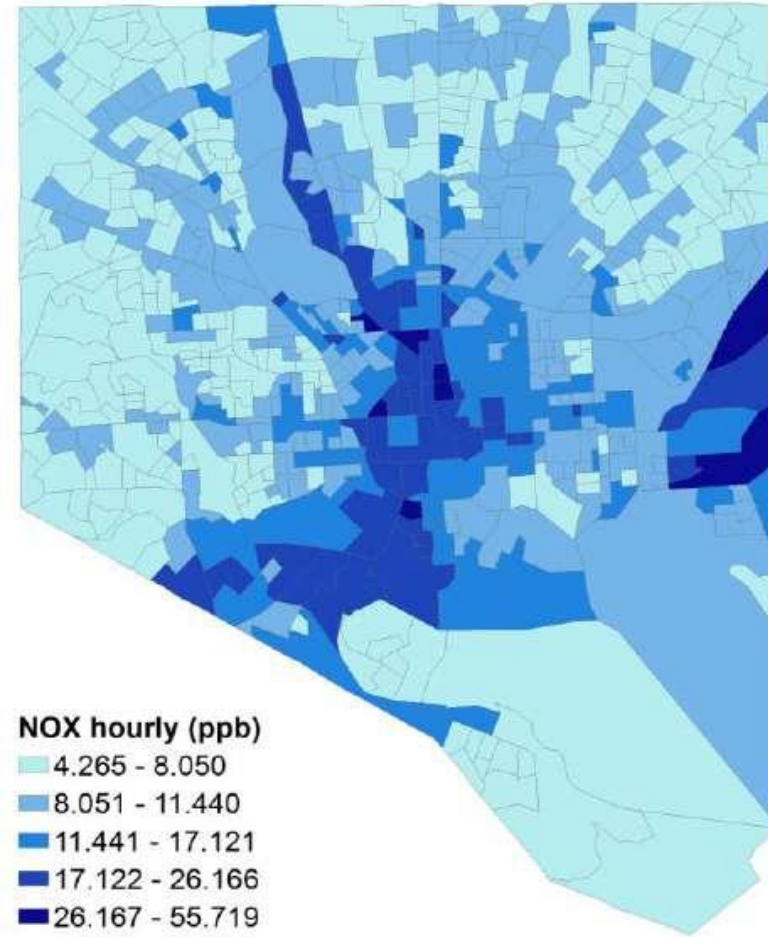 NOX hourly (ppb)
4.265 - 8.050
8.051 - 11.440
11.441 - 17.121
17.122 - 26.166
26.167 - 55.719